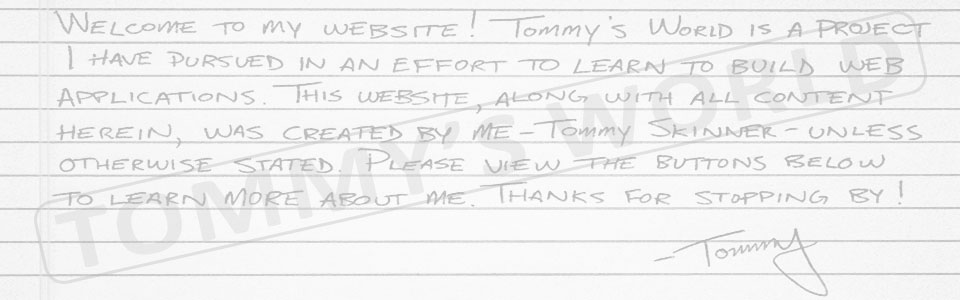 WELCOME TO MY WEBSITE! TOMMY'S WORLD IS A PROJECT
I HAVE PURSUED IN AN EFFORT TO LEARN TO BUILD WEB
APPLICATIONS. THIS WEBSITE, ALONG WITH ALL CONTENT
HEREIN, WAS CREATED BY ME – TOMMY SKINNER – UNLESS
OTHERWISE STATED. PLEASE VIEW THE BUTTONS BELOW
TO LEARN MORE ABOUT ME. THANKS FOR STOPPING BY!
– Tommy
TOMMY'S WORLD